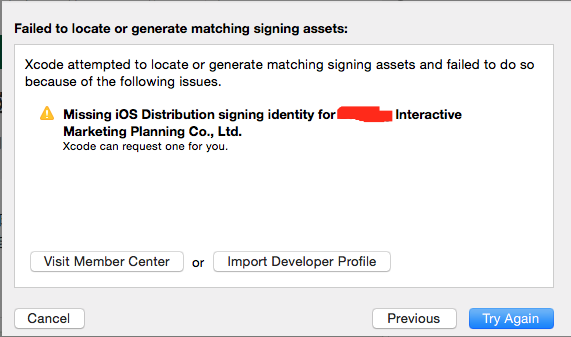 Failed to locate or generate matching signing assets:
Xcode attempted to locate or generate matching signing assets and failed to do so
because of the following issues.
Missing iOS Distribution signing identity for Interactive
Marketing Planning Co., Ltd.
Xcode can request one for you.
Visit Member Center or Import Developer Profile
Cancel Previous Try Again